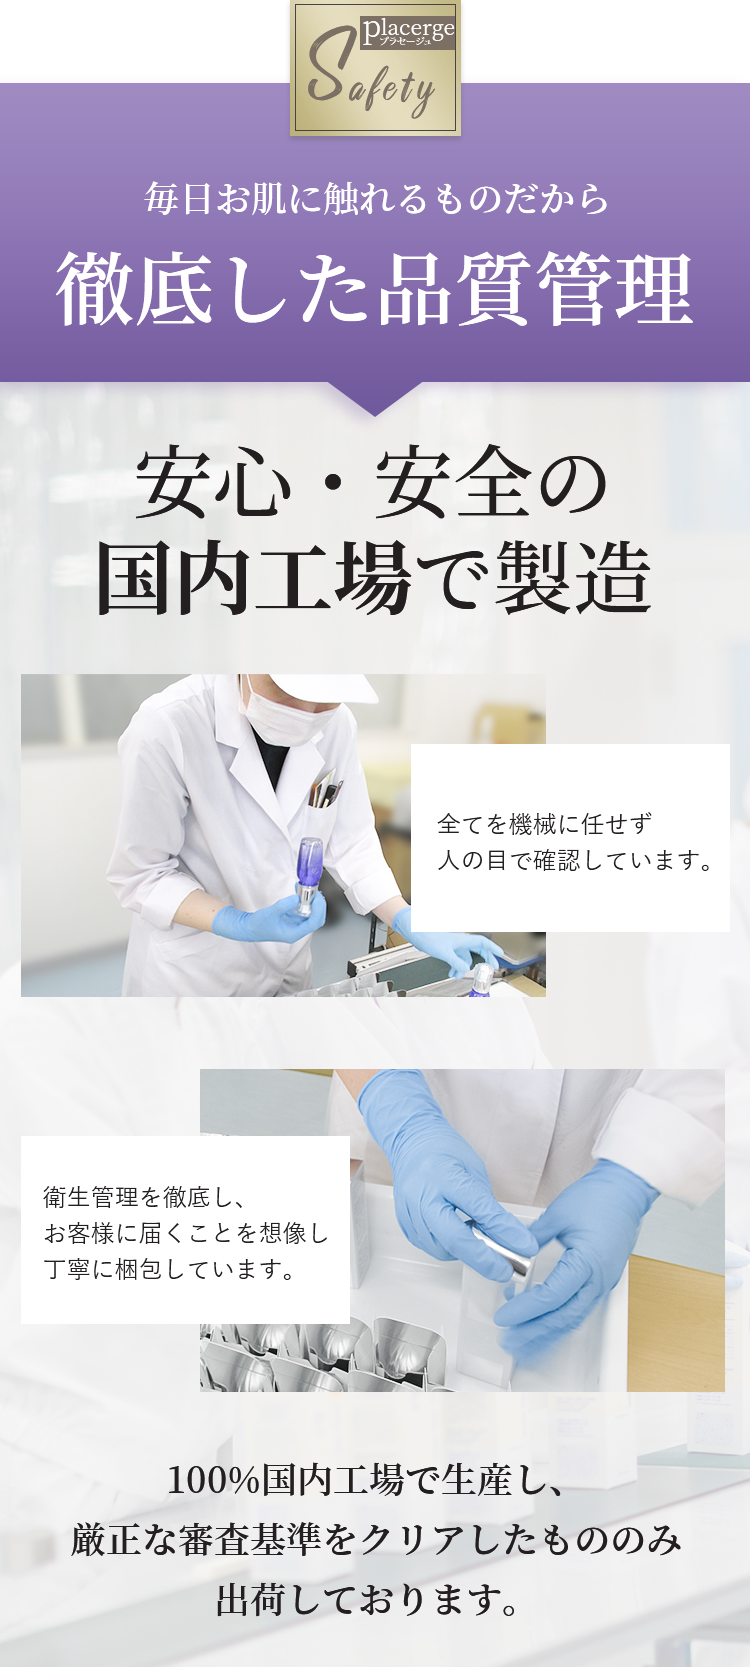 placerge
プラセージュ
Safety
毎日お肌に触れるものだから
徹底した品質管理
安心・安全の
国内工場で製造
全てを機械に任せず
人の目で確認しています。
衛生管理を徹底し、
お客様に届くことを想像し
丁寧に梱包しています。
100%国内工場で生産し、
厳正な審査基準をクリアしたもののみ
出荷しております。